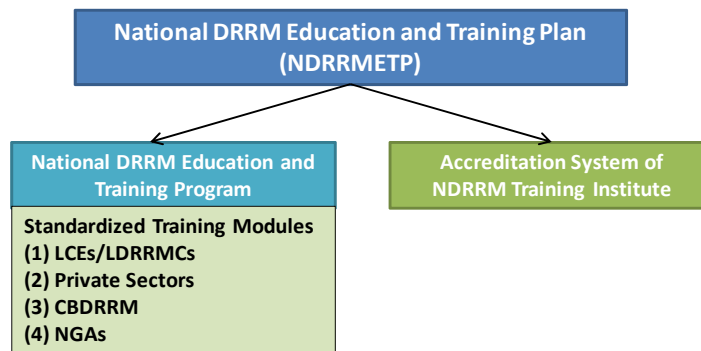 National DRRM Education and Training Plan
(NDRRMETP)
National DRRM Education and
Training Program
Accreditation System of
NDRRM Training Institute
Standardized Training Modules
(1) LCEs/LDRRMCs
(2) Private Sectors
(3) CBDRRM
(4) NGAs